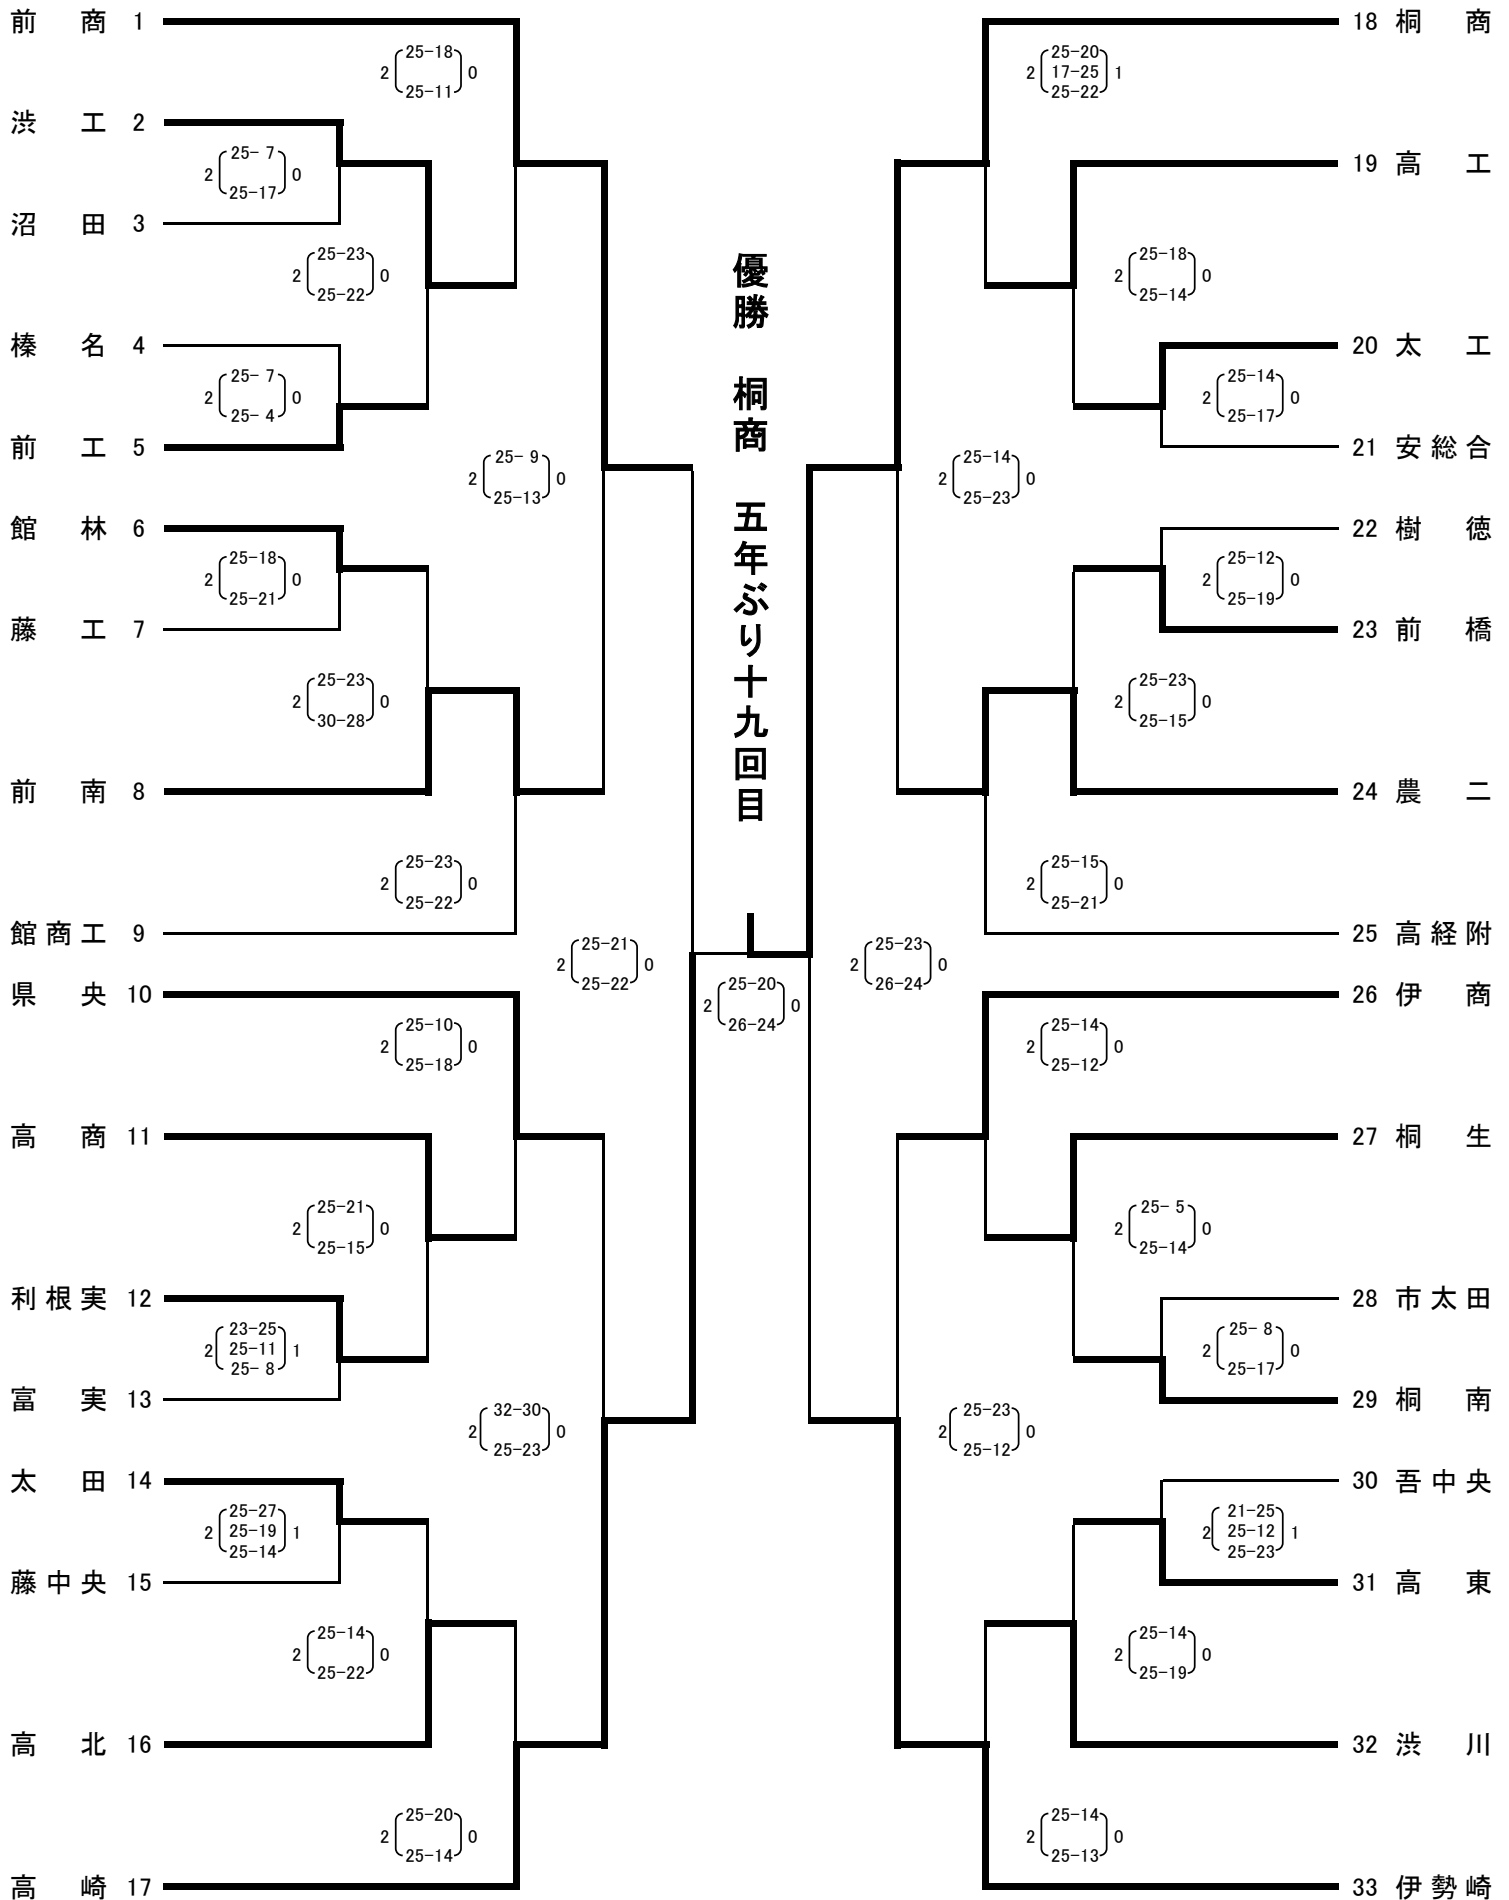 前商 1
25-18
2 0
25-11
渋工 2
25- 7
2 0
25-17
沼田 3
25-23
2 0
25-22
榛名 4
25- 7
2 0
25- 4
前工 5
25- 9
2 0
25-13
館林 6
25-18
2 0
25-21
藤工 7
25-23
2 0
30-28
前南 8
25-23
2 0
25-22
館商工 9
25-21
2 0
25-22
県央 10
25-10
2 0
25-18
高商 11
25-21
2 0
25-15
利根実 12
23-25
2 25-11 1
25- 8
富実 13
32-30
2 0
25-23
太田 14
25-27
2 25-19 1
25-14
藤中央 15
25-14
2 0
25-22
高北 16
25-20
2 0
25-14
高崎 17
優勝 桐商 五年ぶり十九回目
25-20
2 0
26-24
18 桐商
25-20
2 17-25 1
25-22
19 高工
25-18
2 0
25-14
20 太工
25-14
2 0
25-17
21 安総合
25-14
2 0
25-23
22 樹徳
25-12
2 0
25-19
23 前橋
25-23
2 0
25-15
24 農二
25-15
2 0
25-21
25 高経附
25-23
2 0
26-24
26 伊商
25-14
2 0
25-12
27 桐生
25- 5
2 0
25-14
28 市太田
25- 8
2 0
25-17
29 桐南
25-23
2 0
25-12
30 吾中央
21-25
2 25-12 1
25-23
31 高東
25-14
2 0
25-19
32 渋川
25-14
2 0
25-13
33 伊勢崎